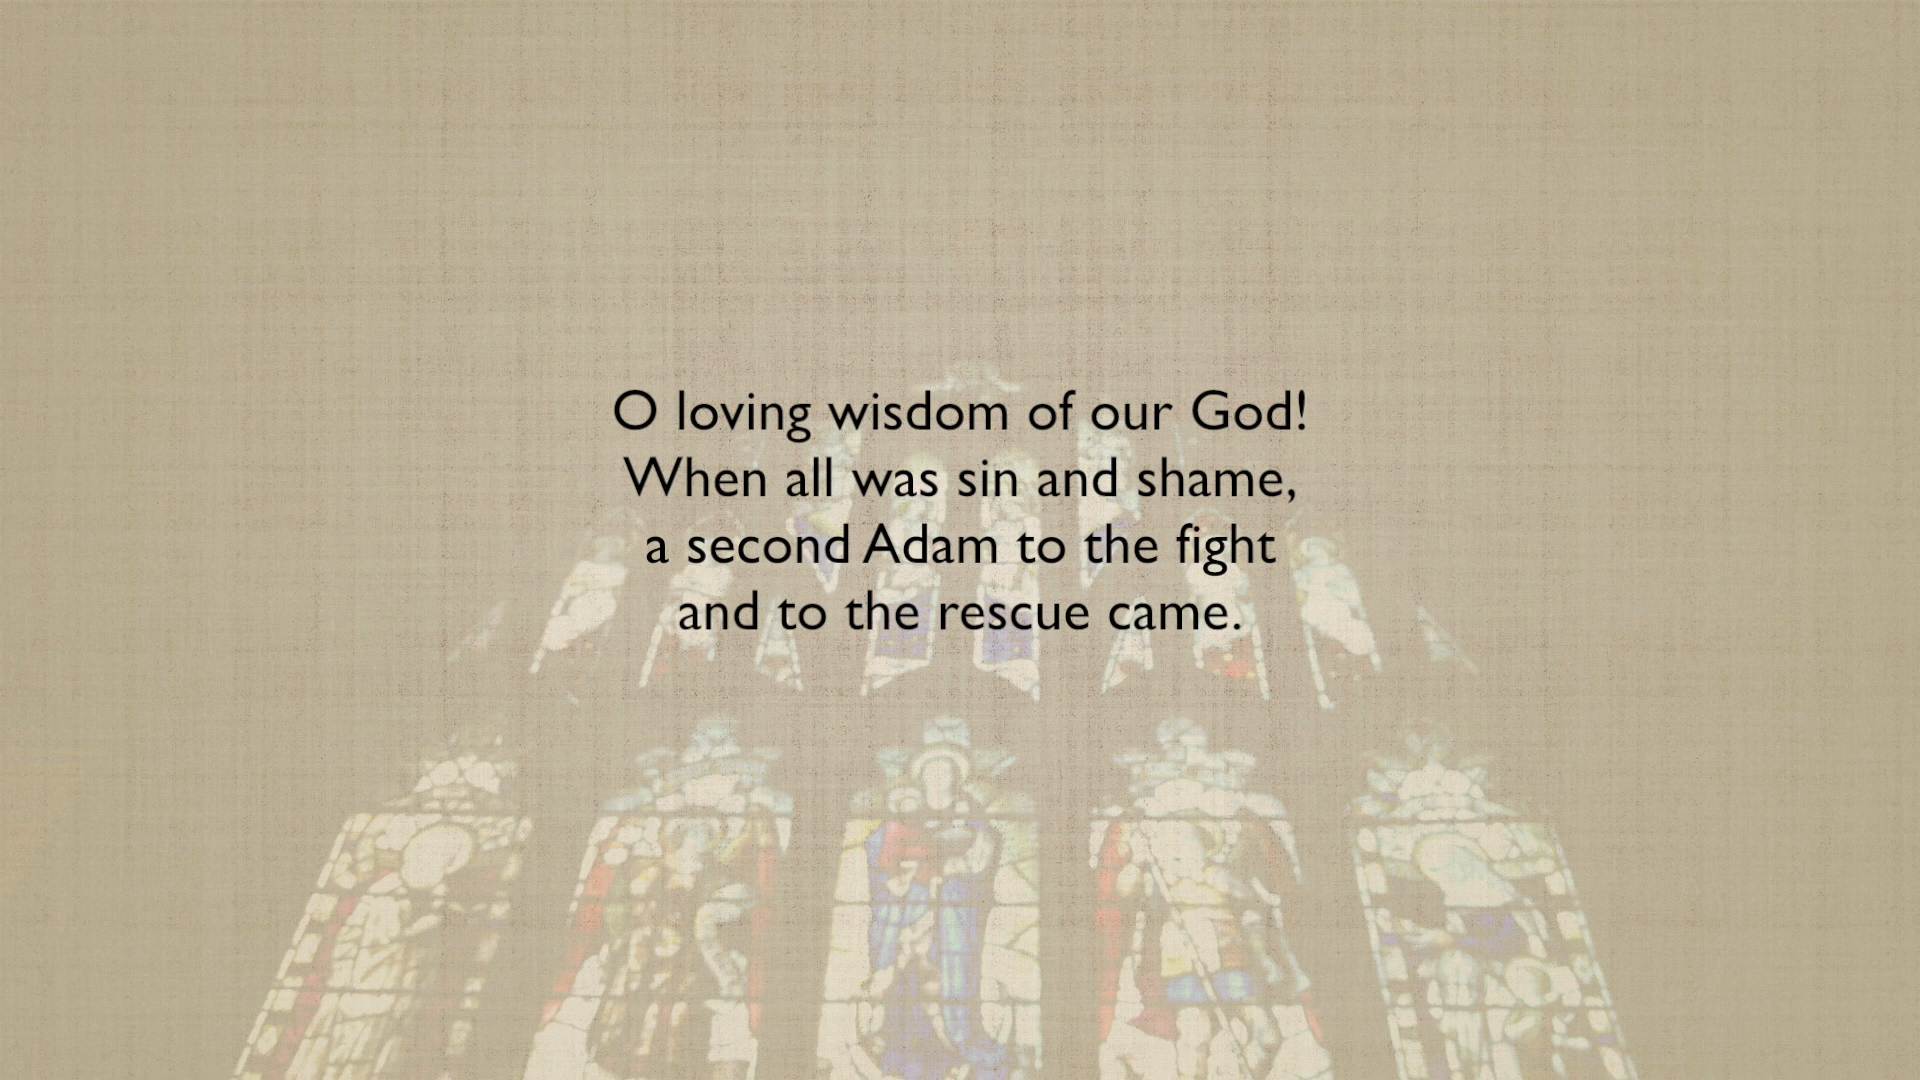 O loving wisdom of our God!
When all was sin and shame,
a second Adam to the fight
and to the rescue came.